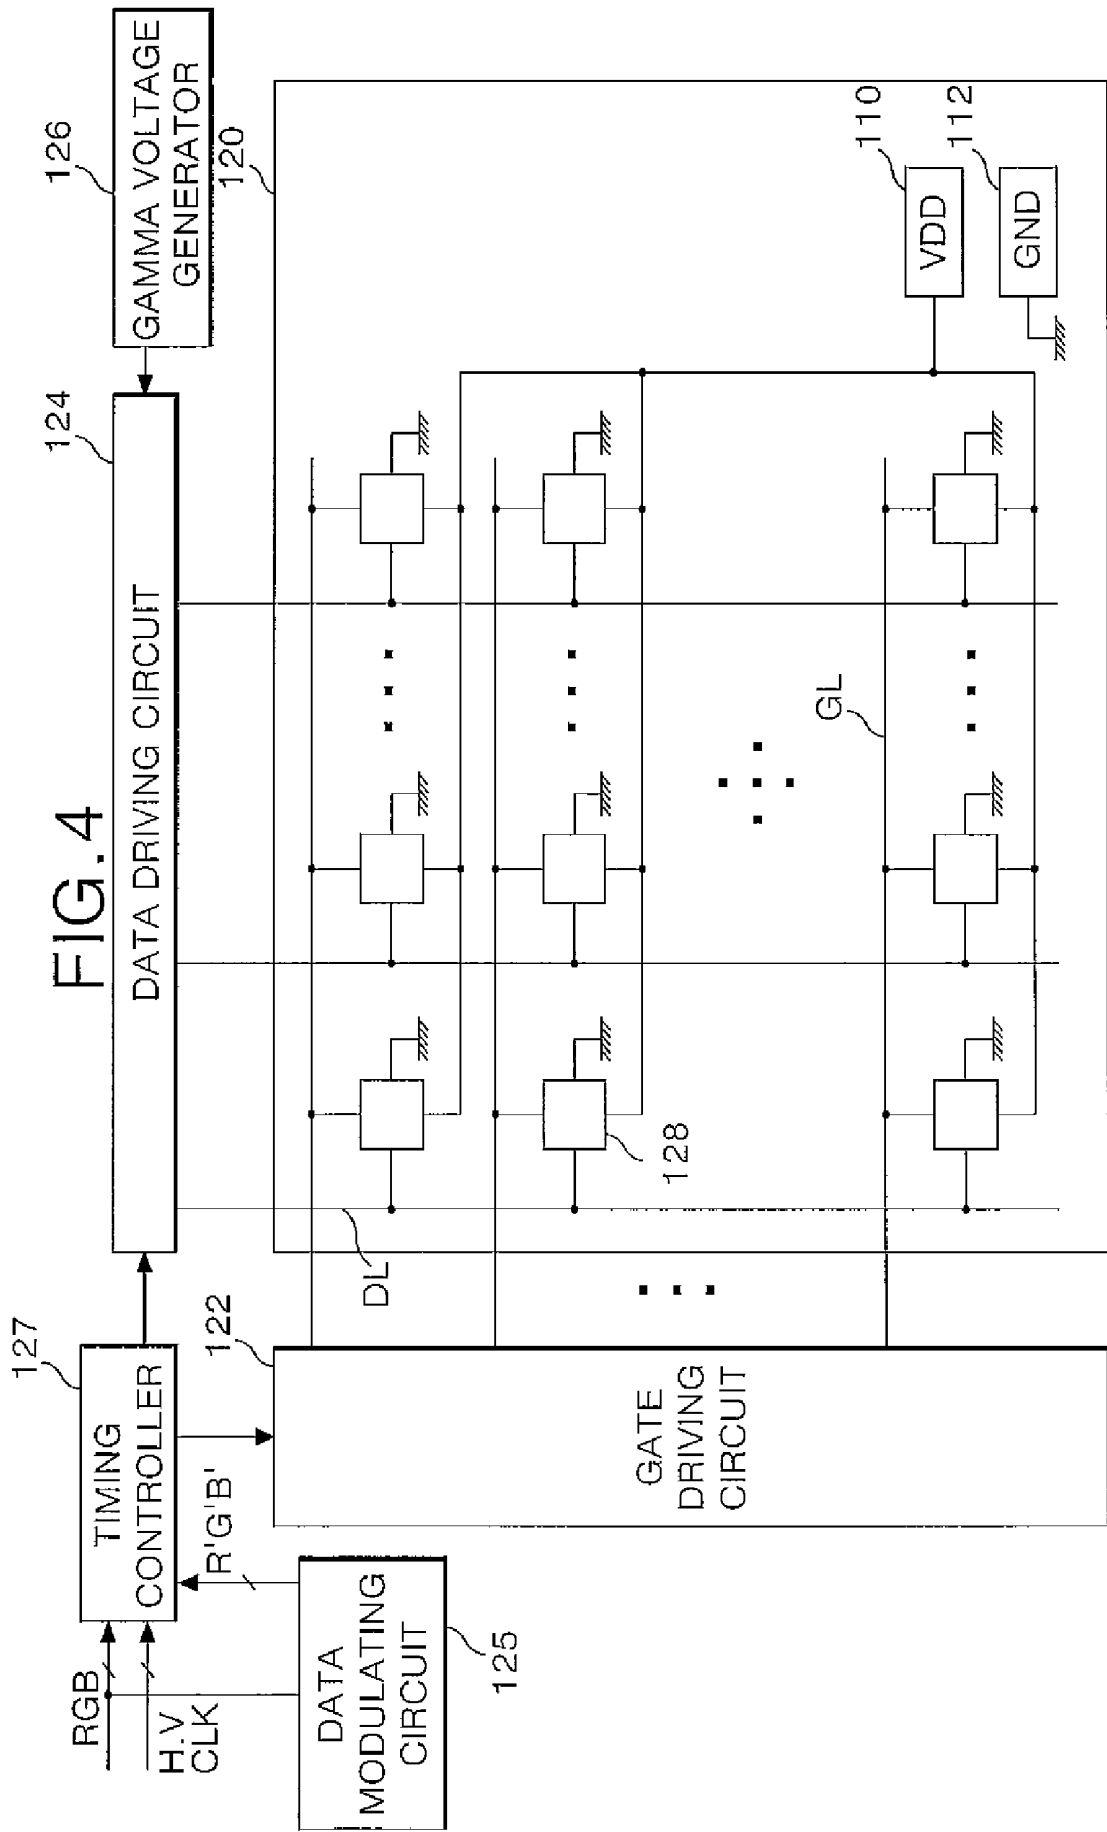 FIG.4
127
124
126
RGB
H.V
CLK
TIMING
CONTROLLER
DATA DRIVING CIRCUIT
GAMMA VOLTAGE
GENERATOR
R'G'B'
122
120
DATA
MODULATING
CIRCUIT
125
GATE
DRIVING
CIRCUIT
DL
128
GL
VDD
110
GND
112